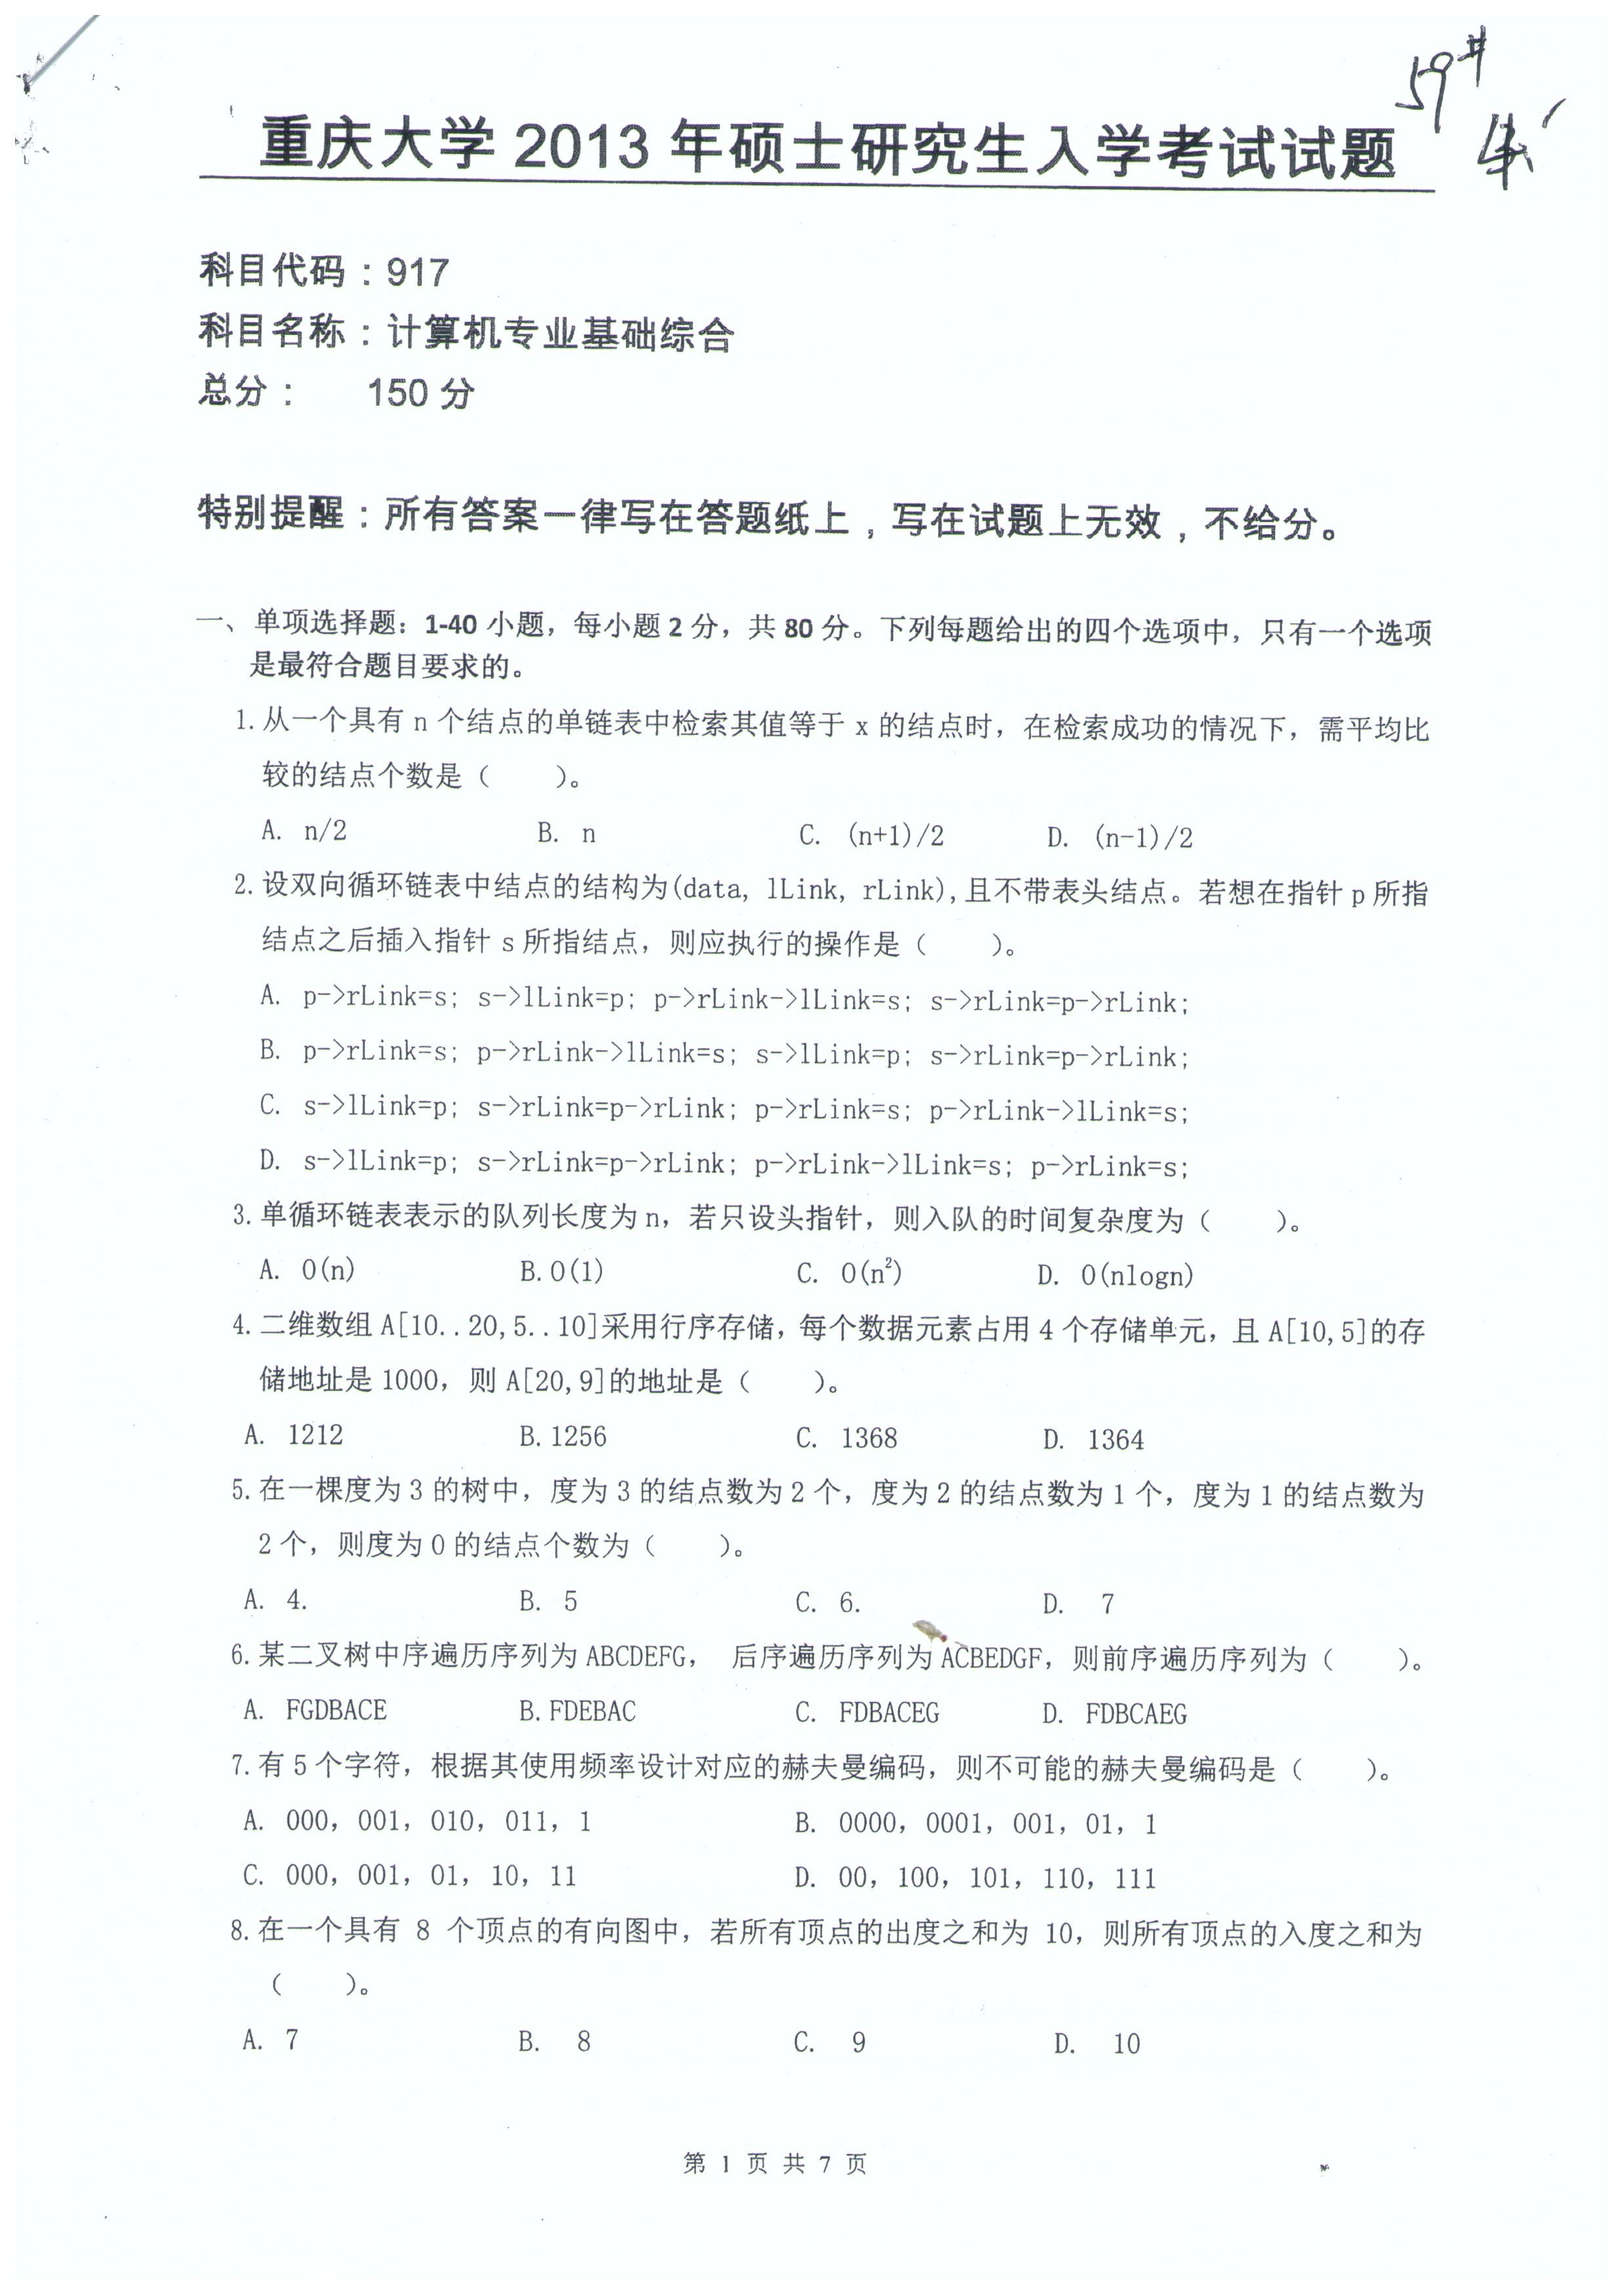 59#
重庆大学 2013 年硕士研究生入学考试试题
科目代码：917
科目名称：计算机专业基础综合
总分： 150 分
特别提醒：所有答案一律写在答题纸上，写在试题上无效，不给分。
一、单项选择题：1-40 小题，每小题 2 分，共 80 分。下列每题给出的四个选项中，只有一个选项
是最符合题目要求的。
1. 从一个具有 n 个结点的单链表中检索其值等于 x 的结点时，在检索成功的情况下，需平均比
较的结点个数是（ ）。
A. n/2 B. n C. (n+1)/2 D. (n-1)/2
2. 设双向循环链表中结点的结构为(data, lLink, rLink),且不带表头结点。若想在指针 p 所指
结点之后插入指针 s 所指结点，则应执行的操作是（ ）。
A. p->rLink=s; s->lLink=p; p->rLink->lLink=s; s->rLink=p->rLink;
B. p->rLink=s; p->rLink->lLink=s; s->lLink=p; s->rLink=p->rLink;
C. s->lLink=p; s->rLink=p->rLink; p->rLink=s; p->rLink->lLink=s;
D. s->lLink=p; s->rLink=p->rLink; p->rLink->lLink=s; p->rLink=s;
3. 单循环链表表示的队列长度为 n，若只设头指针，则入队的时间复杂度为（ ）。
A. O(n) B. O(1) C. O(n²) D. O(nlogn)
4. 二维数组 A[10..20,5..10]采用行序存储，每个数据元素占用 4 个存储单元，且 A[10,5]的存
储地址是 1000，则 A[20,9]的地址是（ ）。
A. 1212 B. 1256 C. 1368 D. 1364
5. 在一棵度为 3 的树中，度为 3 的结点数为 2 个，度为 2 的结点数为 1 个，度为 1 的结点数为
2 个，则度为 0 的结点个数为（ ）。
A. 4. B. 5 C. 6. D. 7
6. 某二叉树中序遍历序列为 ABCDEFG， 后序遍历序列为 ACBEDGF，则前序遍历序列为（ ）。
A. FGDBACE B. FDEBAC C. FDBACEG D. FDBCAEG
7. 有 5 个字符，根据其使用频率设计对应的赫夫曼编码，则不可能的赫夫曼编码是（ ）。
A. 000，001，010，011，1 B. 0000，0001，001，01，1
C. 000，001，01，10，11 D. 00，100，101，110，111
8. 在一个具有 8 个顶点的有向图中，若所有顶点的出度之和为 10，则所有顶点的入度之和为
（ ）。
A. 7 B. 8 C. 9 D. 10
第 1 页 共 7 页